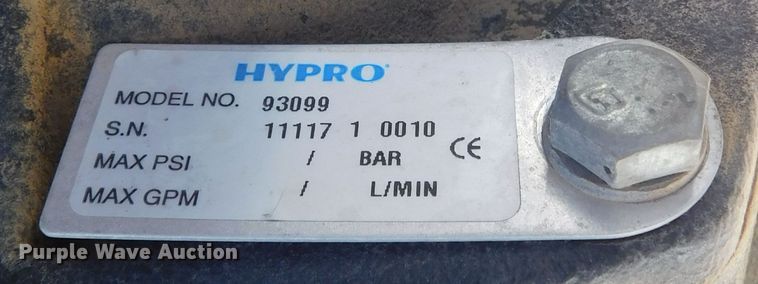 HYPRO
MODEL NO. 93099
S.N. 11117 1 0010
MAX PSI / BAR
MAX GPM / L/MIN
CE
Purple Wave Auction